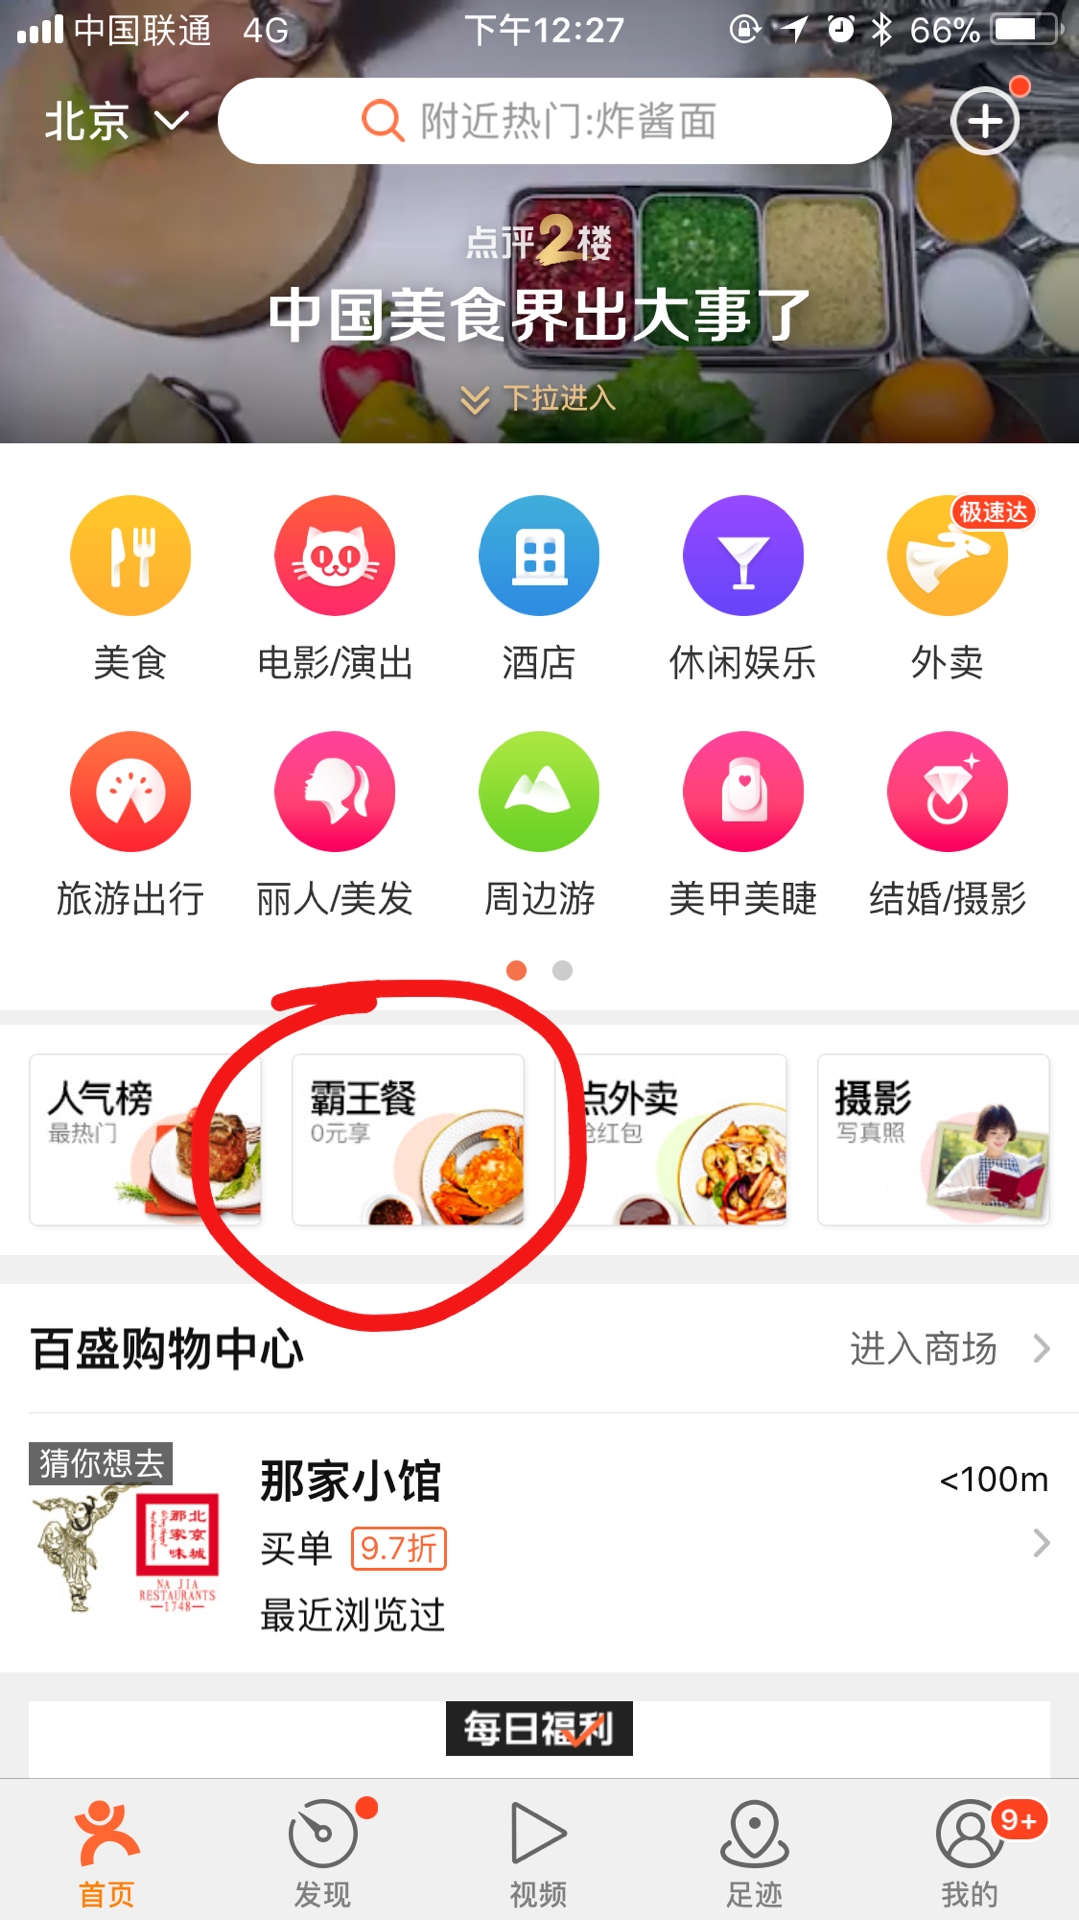 中国联通 4G 下午12:27 66%
北京 附近热门:炸酱面
点评2楼
中国美食界出大事了
下拉进入
极速达
美食 电影/演出 酒店 休闲娱乐 外卖
旅游出行 丽人/美发 周边游 美甲美睫 结婚/摄影
人气榜 霸王餐 点外卖 摄影
最热门 0元享 抢红包 写真照
百盛购物中心 进入商场
猜你想去
那家小馆 <100m
买单 9.7折
最近浏览过
北京城
那家味
NA JIA
RESTAURANTS
—1748—
每日福利
9+
首页 发现 视频 足迹 我的